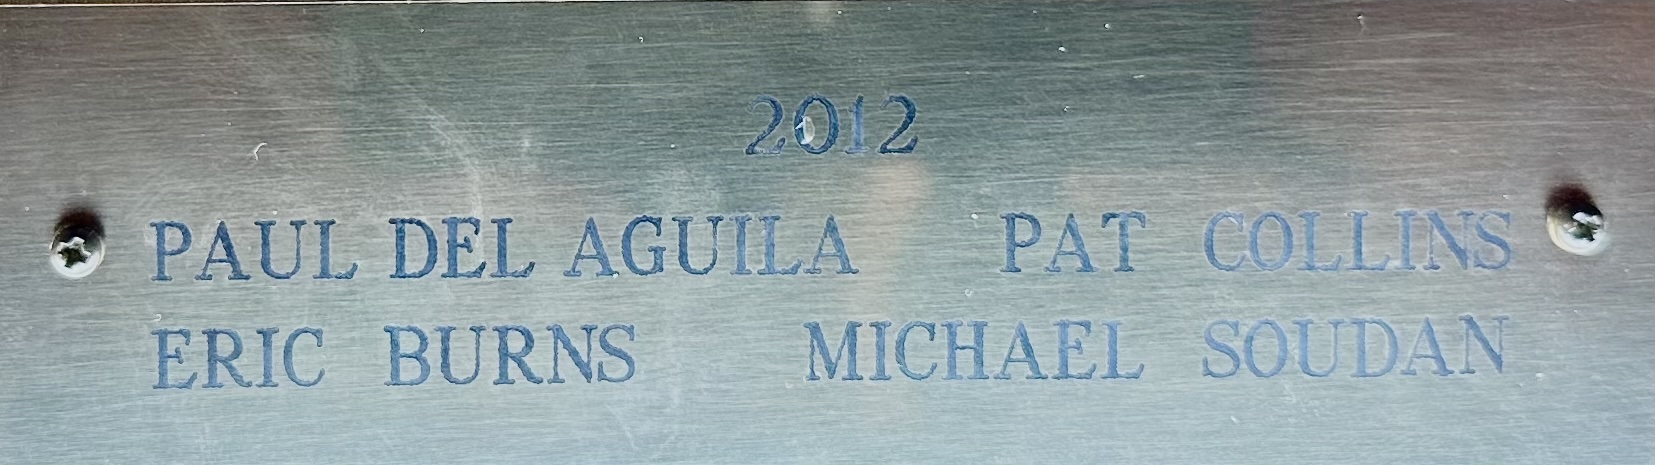 2012
PAUL DEL AGUILA PAT COLLINS
ERIC BURNS MICHAEL SOUDAN